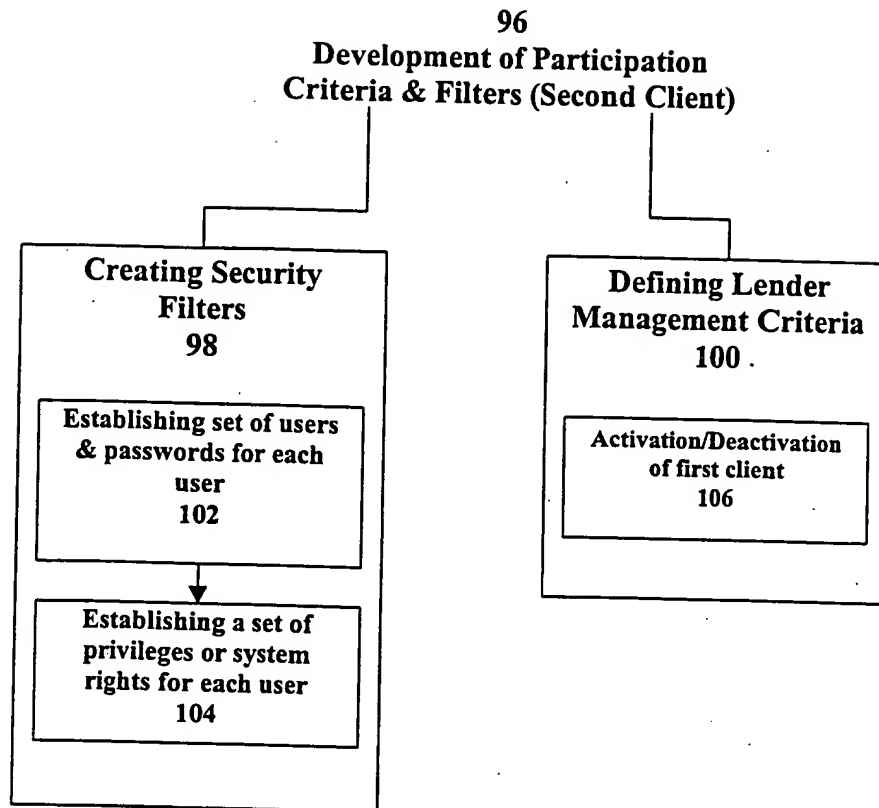 96
Development of Participation
Criteria & Filters (Second Client)
Creating Security
Filters
98
Establishing set of users
& passwords for each
user
102
Establishing a set of
privileges or system
rights for each user
104
Defining Lender
Management Criteria
100
Activation/Deactivation
of first client
106